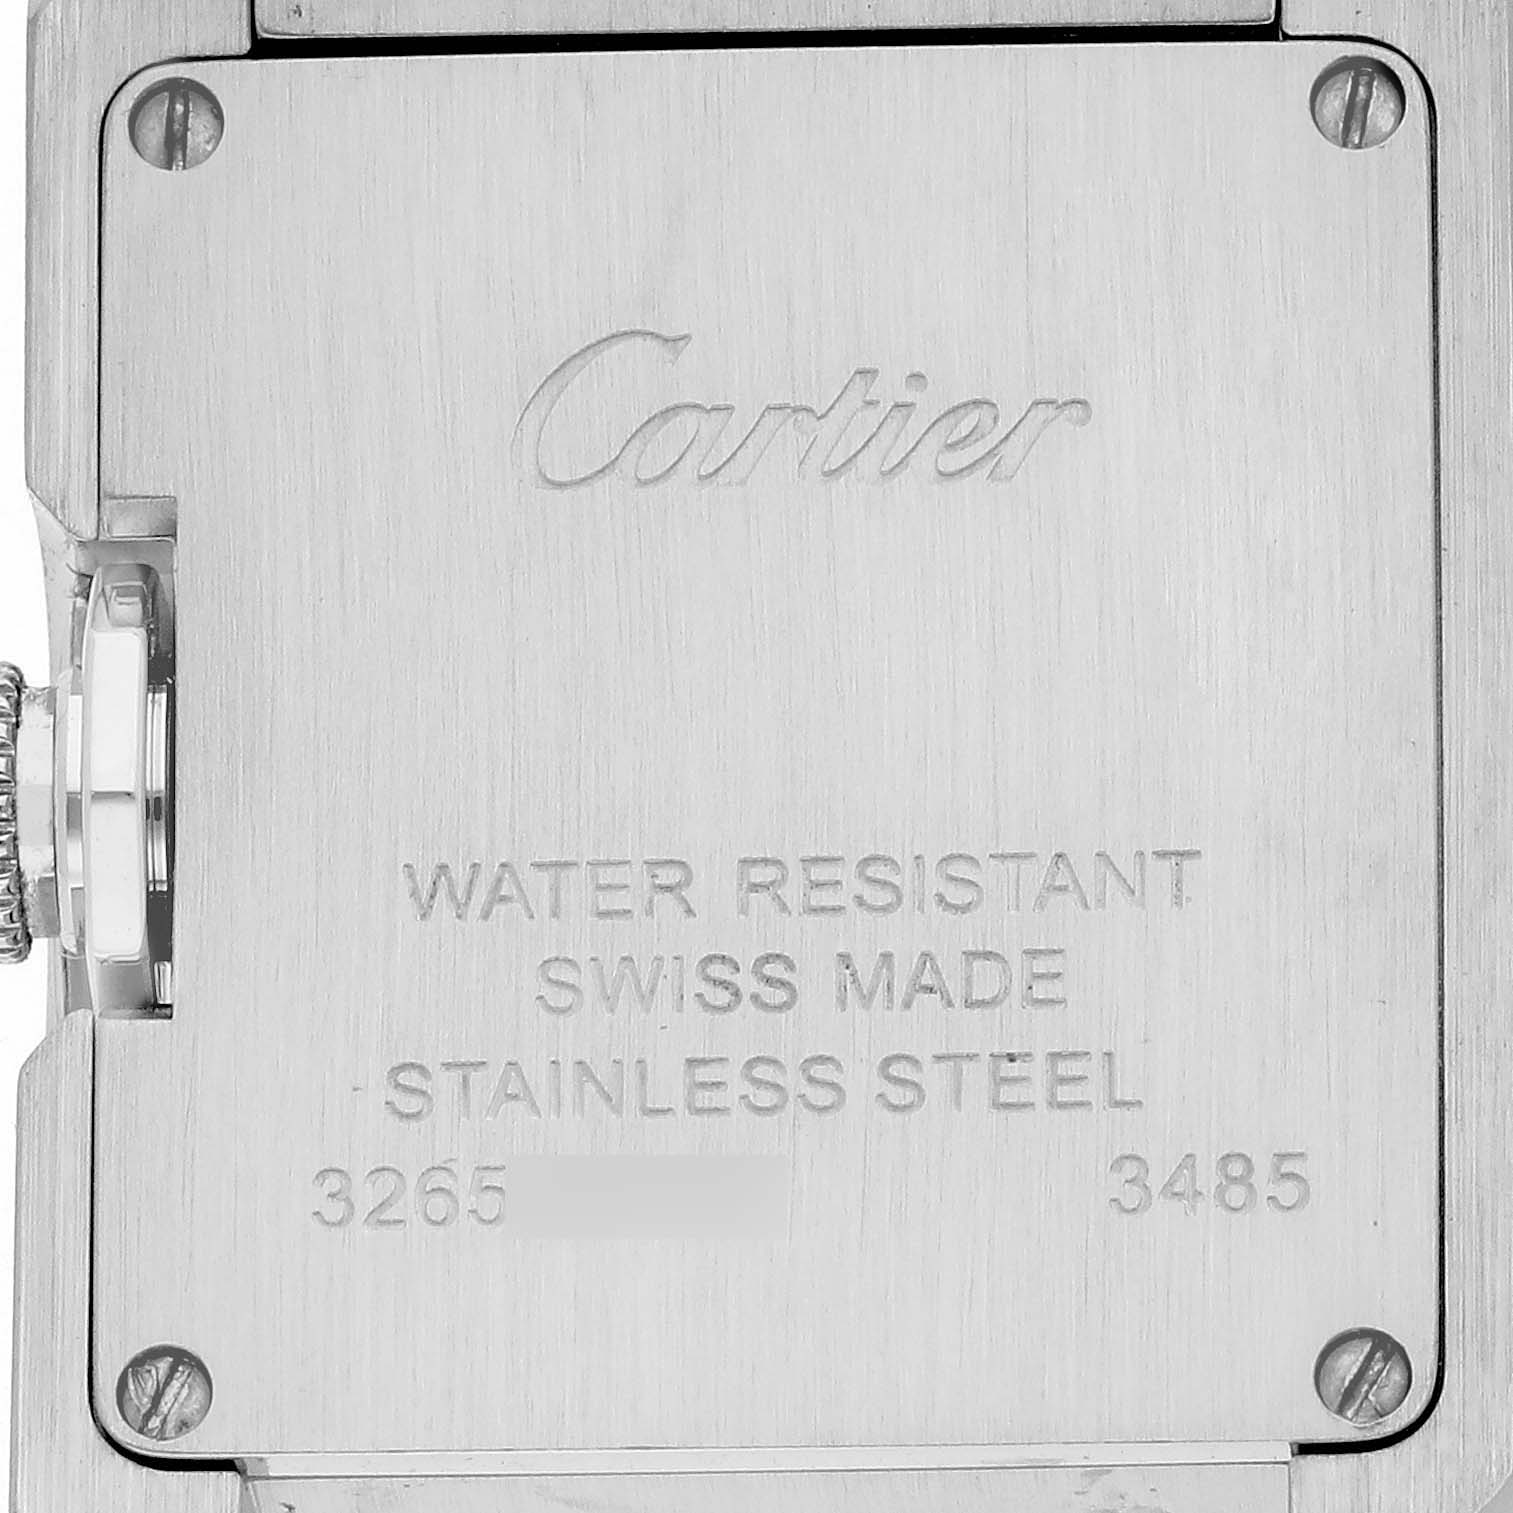 Cartier
WATER RESISTANT
SWISS MADE
STAINLESS STEEL
3265 3485